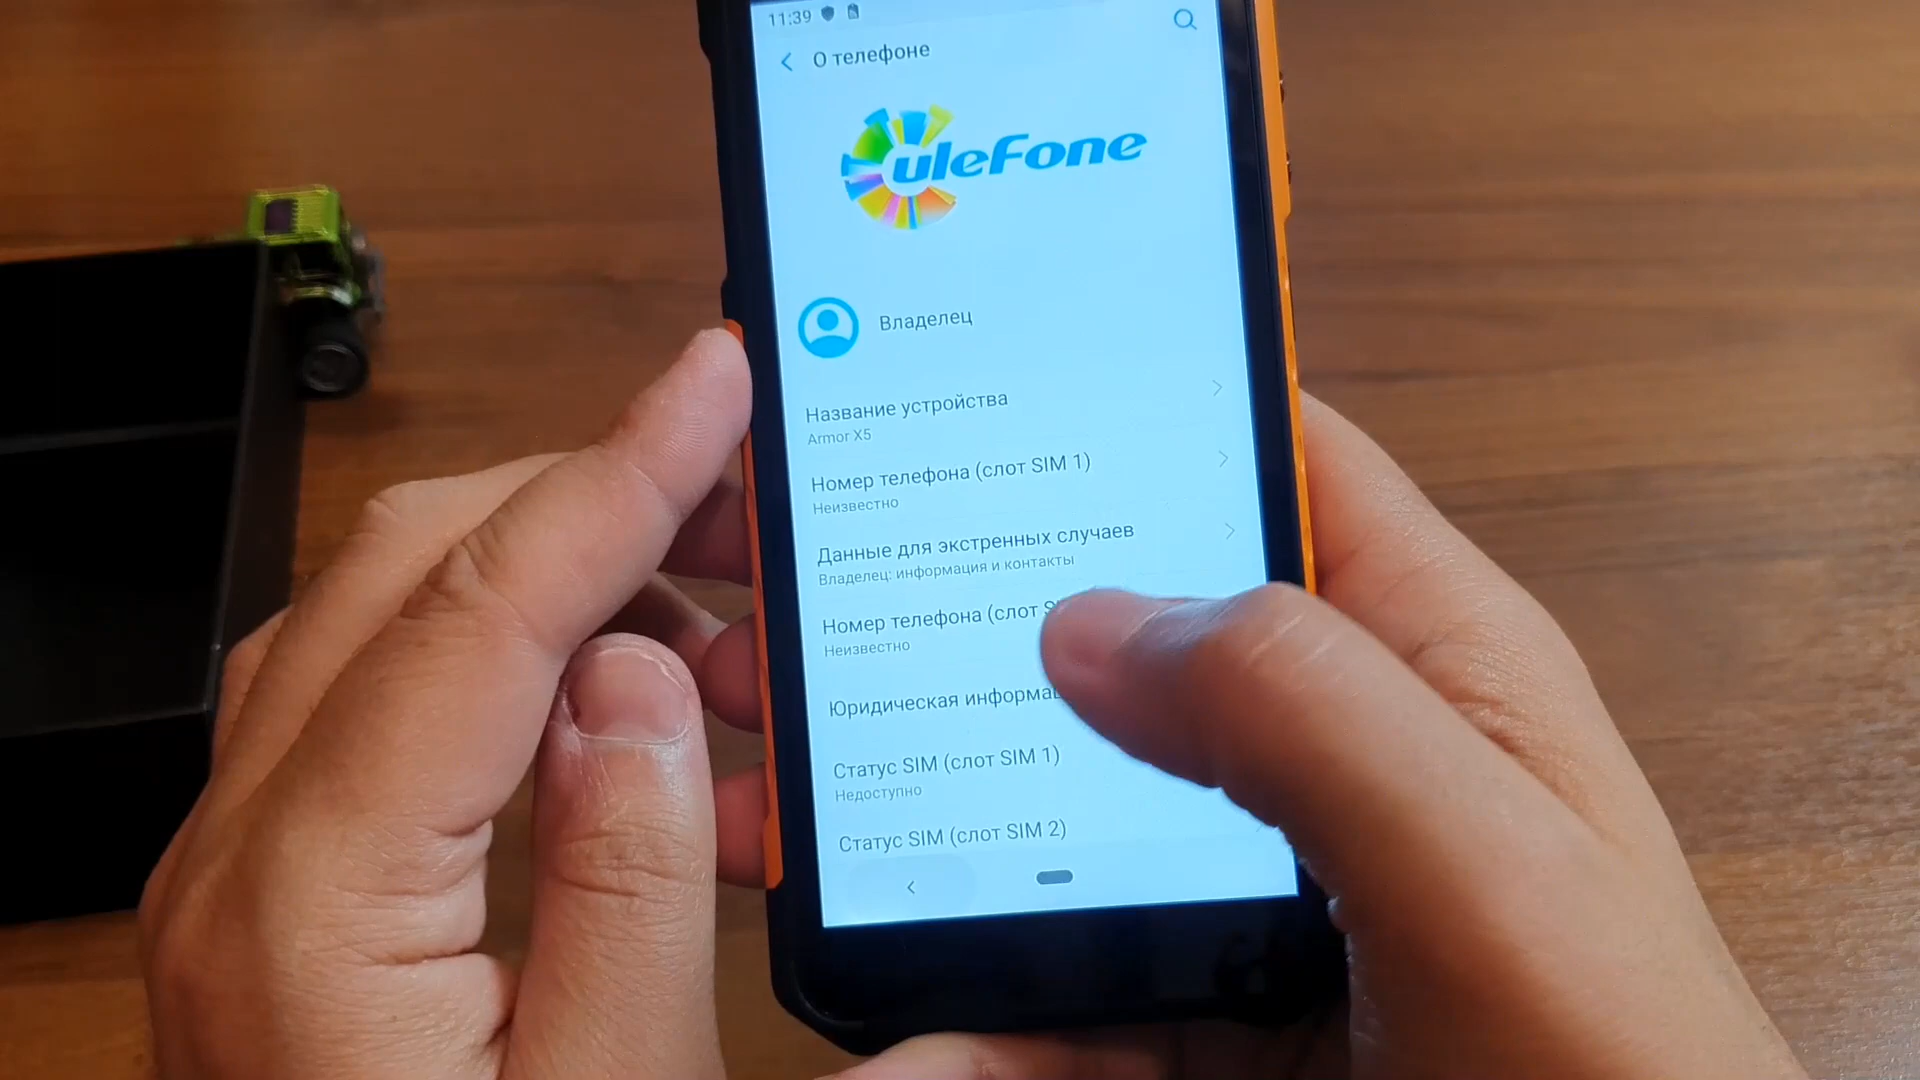 11:39
О телефоне
uleFone
Владелец
Название устройства
Armor X5
Номер телефона (слот SIM 1)
Неизвестно
Данные для экстренных случаев
Владелец: информация и контакты
Номер телефона (слот
Неизвестно
Юридическая
Статус SIM (слот SIM 1)
Недоступно
Статус SIM (слот SIM 2)